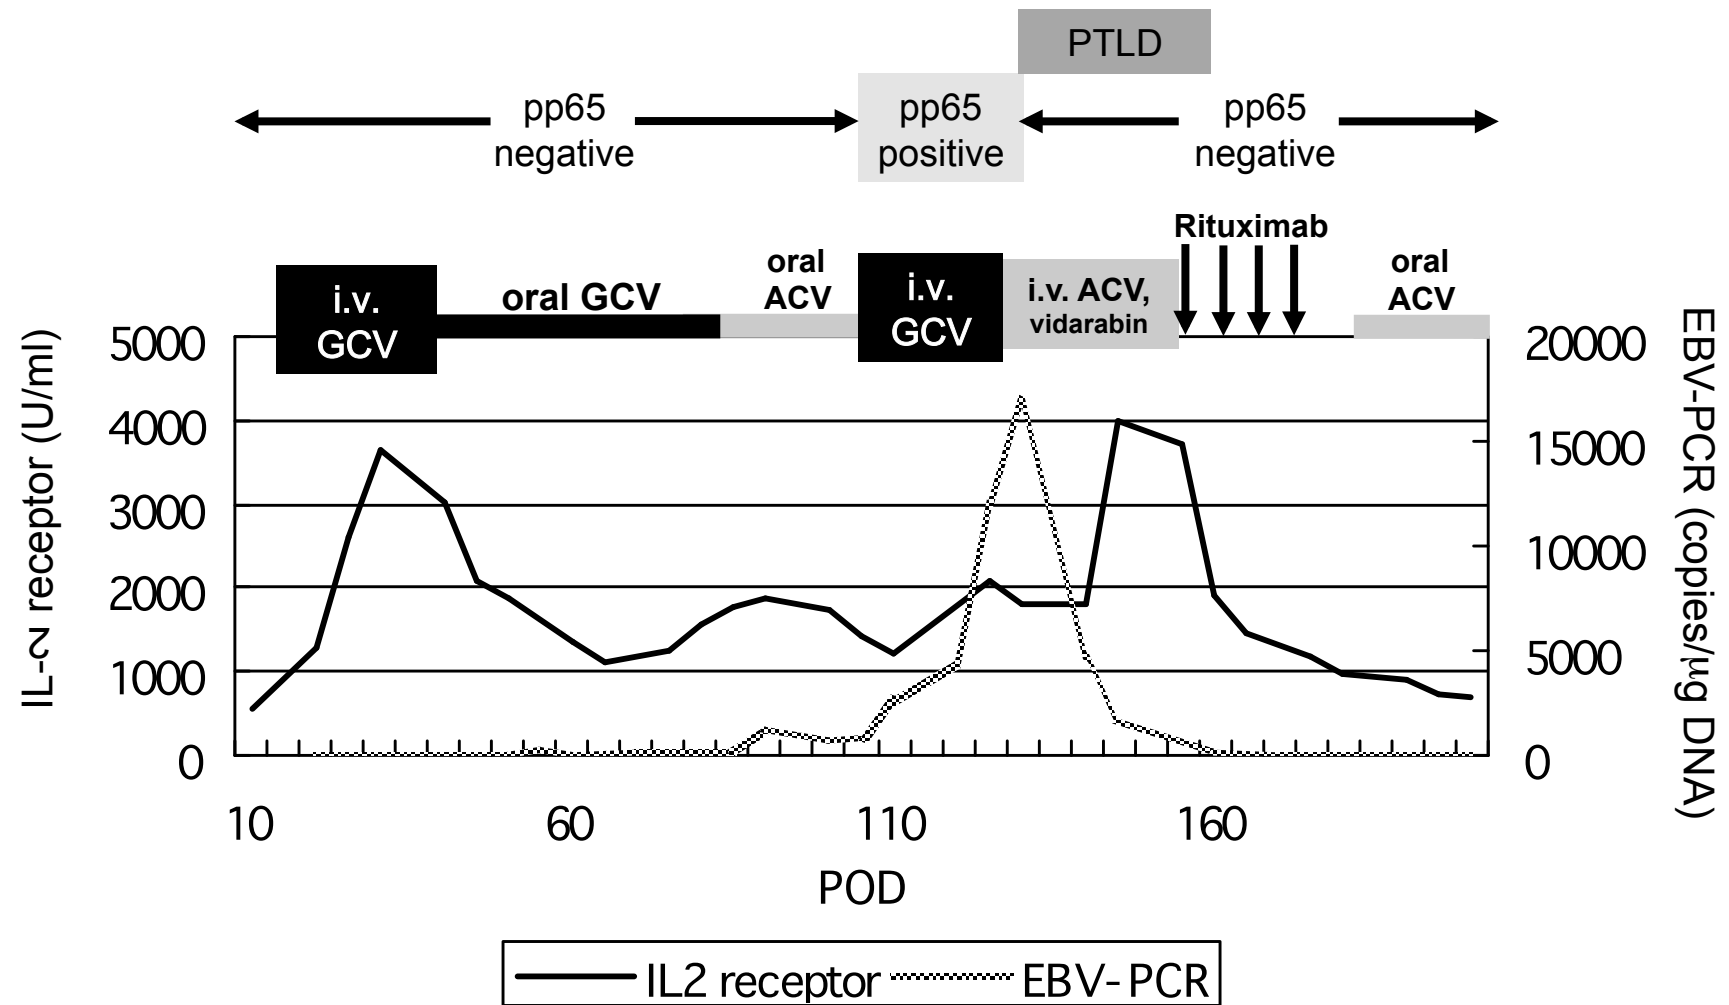 PTLD
pp65
negative
pp65
positive
pp65
negative
Rituximab
i.v.
GCV
oral GCV
oral
ACV
i.v.
GCV
i.v. ACV,
vidarabin
oral
ACV
IL-2 receptor (U/ml)
5000
4000
3000
2000
1000
0
20000
15000
10000
5000
0
EBV-PCR (copies/μg DNA)
10
60
110
160
POD
IL2 receptor
EBV-PCR